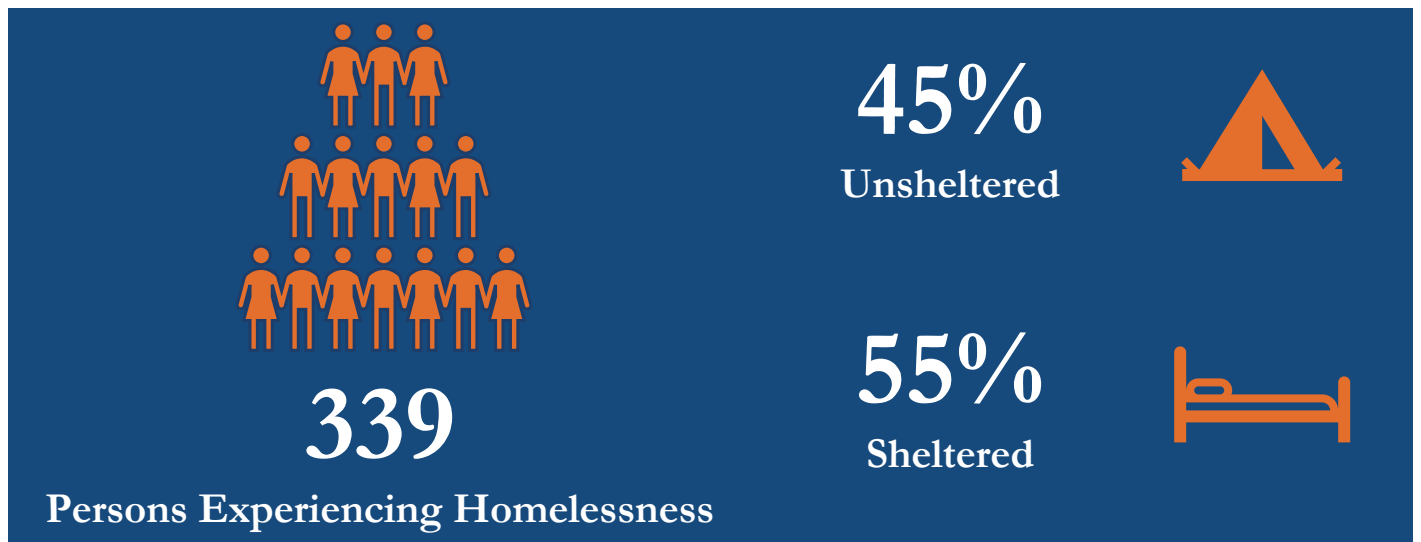 339
Persons Experiencing Homelessness
45%
Unsheltered
55%
Sheltered